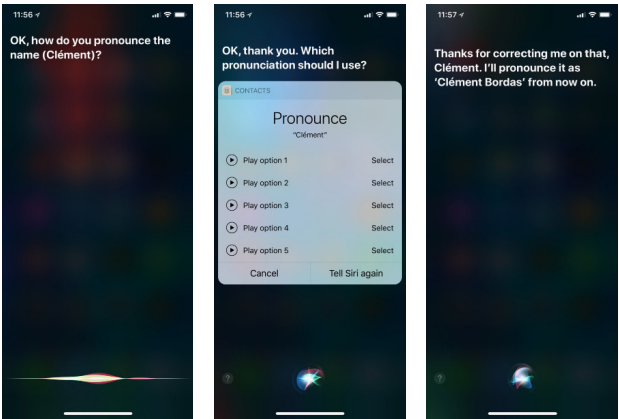 11:56
OK, how do you pronounce the
name (Clément)?
11:56
OK, thank you. Which
pronunciation should I use?
CONTACTS
Pronounce
"Clément"
Play option 1 Select
Play option 2 Select
Play option 3 Select
Play option 4 Select
Play option 5 Select
Cancel Tell Siri again
?
11:57
Thanks for correcting me on that,
Clément. I'll pronounce it as
'Clément Bordas' from now on.
?